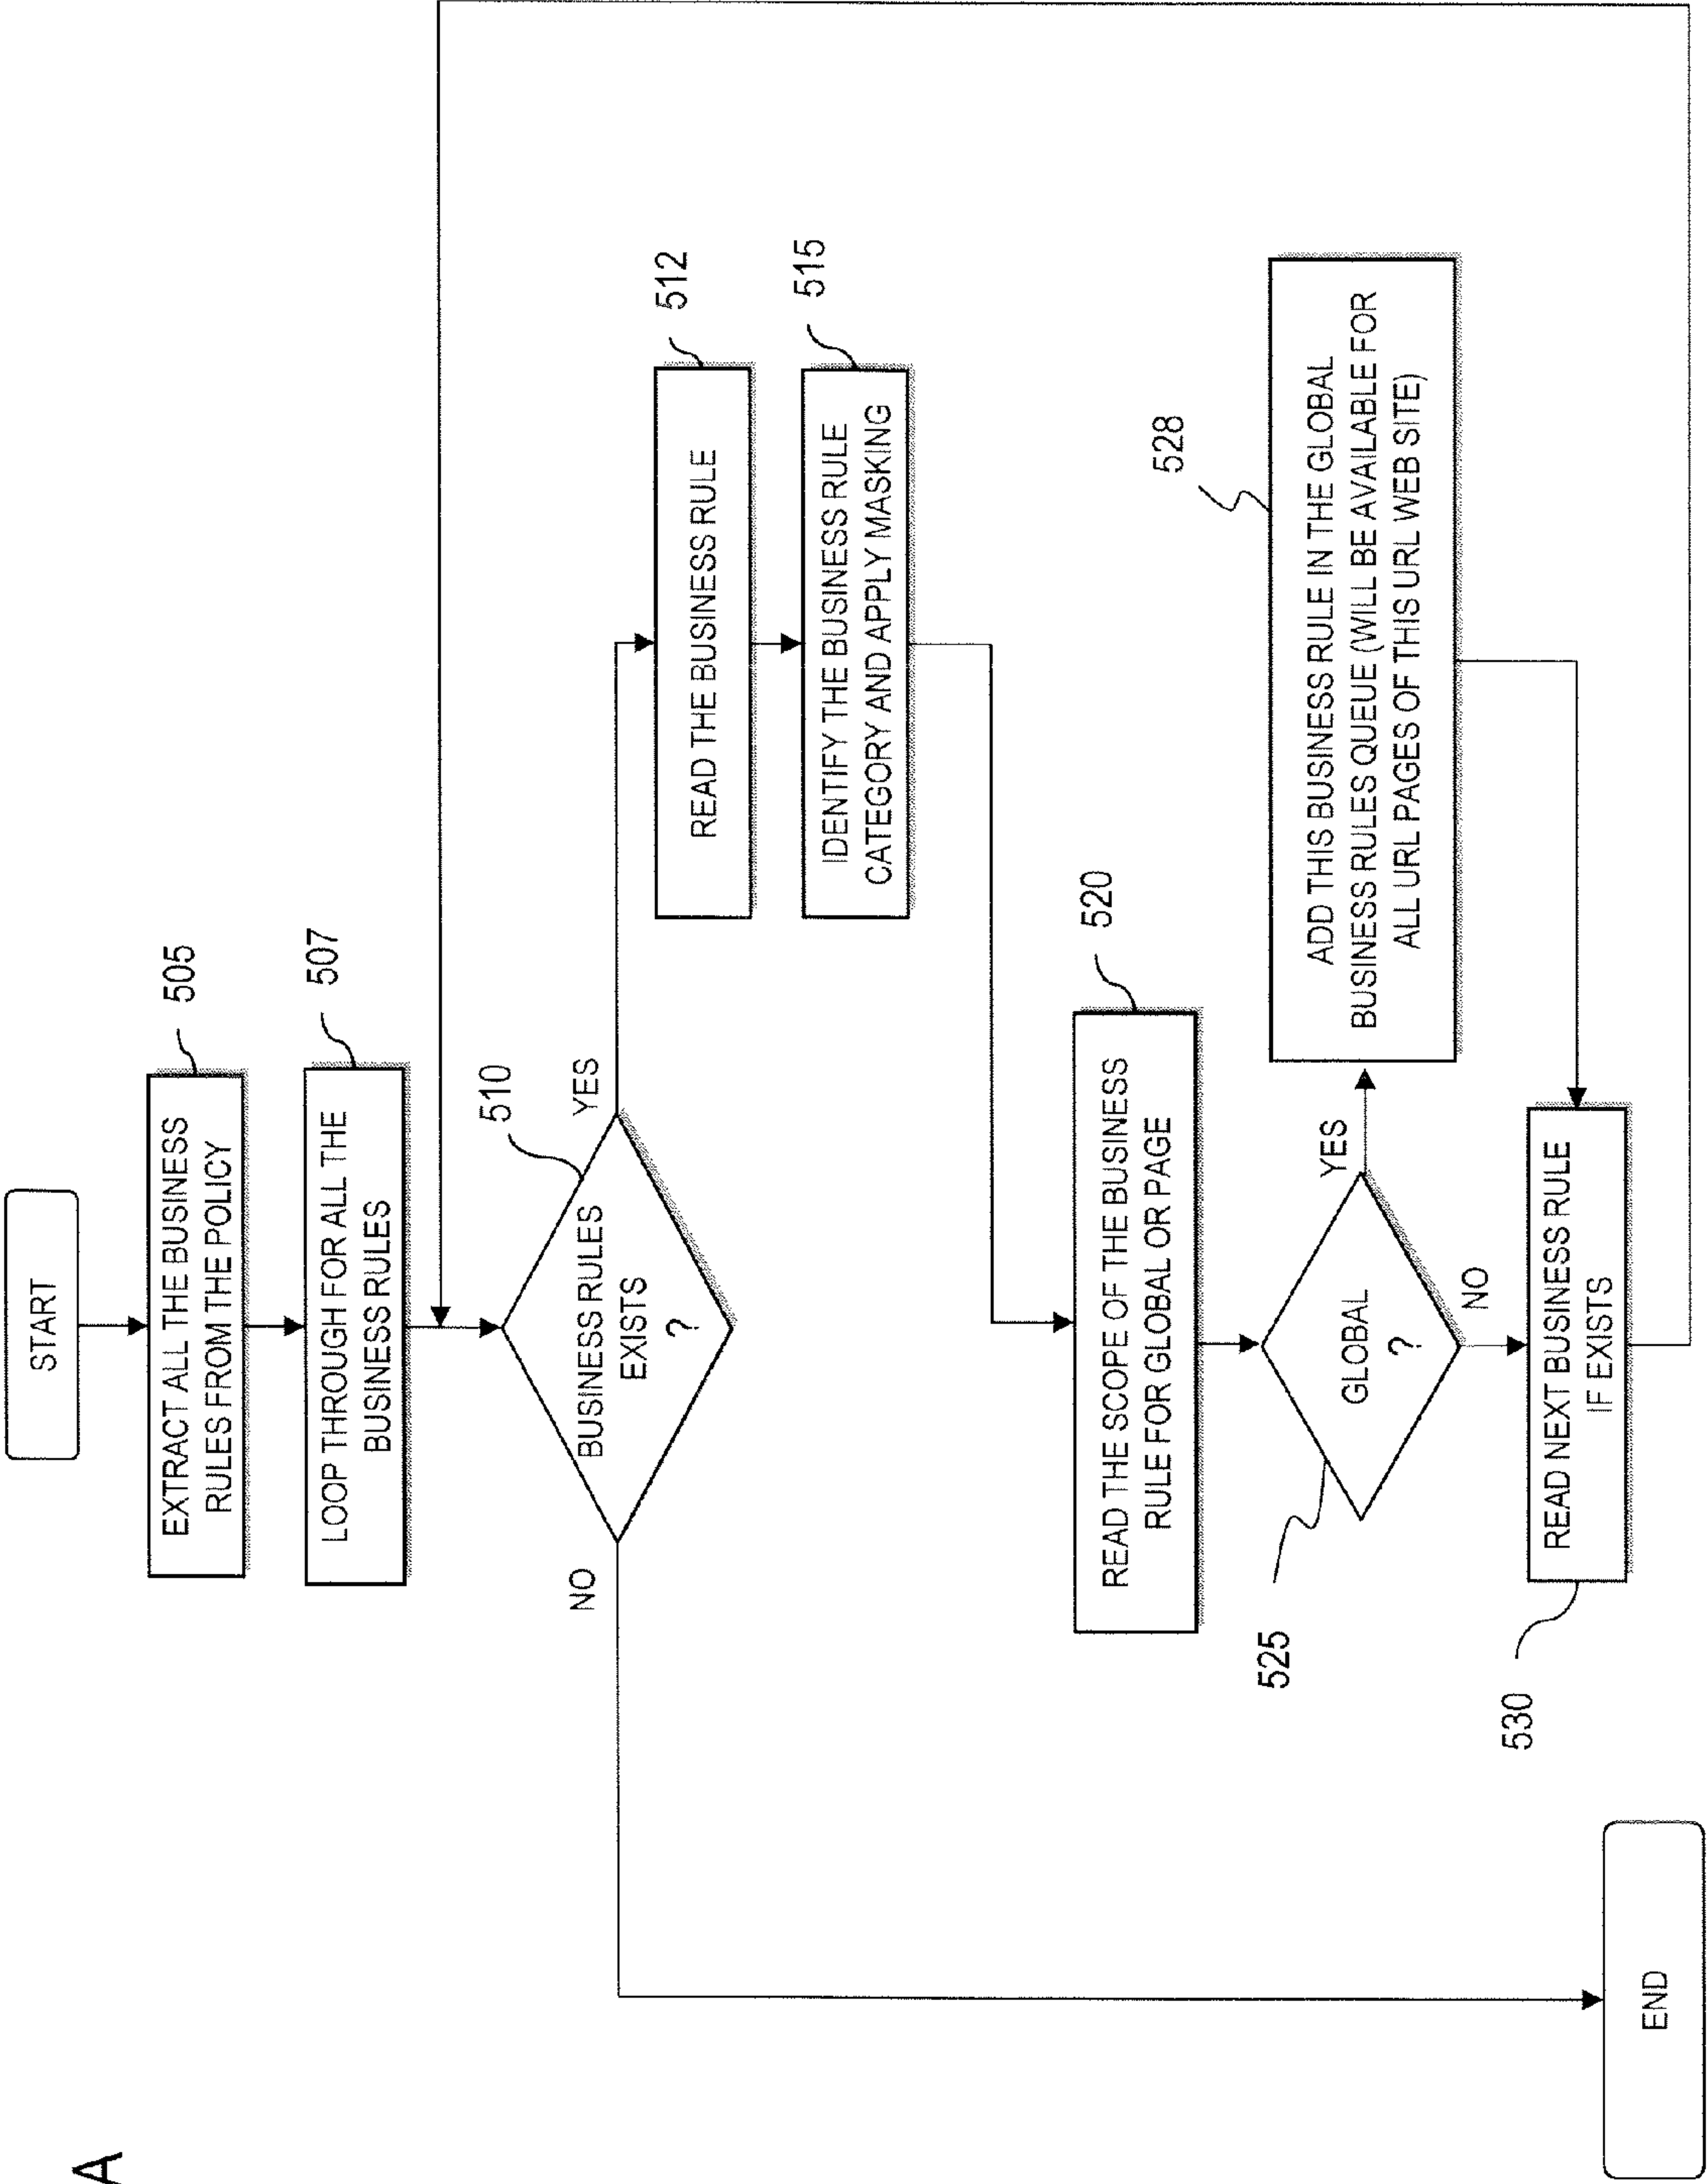 START
EXTRACT ALL THE BUSINESS
RULES FROM THE POLICY
505
LOOP THROUGH FOR ALL THE
BUSINESS RULES
507
510
BUSINESS RULES
EXISTS
?
NO
YES
READ THE BUSINESS RULE
512
IDENTIFY THE BUSINESS RULE
CATEGORY AND APPLY MASKING
515
READ THE SCOPE OF THE BUSINESS
RULE FOR GLOBAL OR PAGE
520
525
GLOBAL
?
YES
NO
528
ADD THIS BUSINESS RULE IN THE GLOBAL
BUSINESS RULES QUEUE (WILL BE AVAILABLE FOR
ALL URL PAGES OF THIS URL WEB SITE)
530
READ NEXT BUSINESS RULE
IF EXISTS
END
A